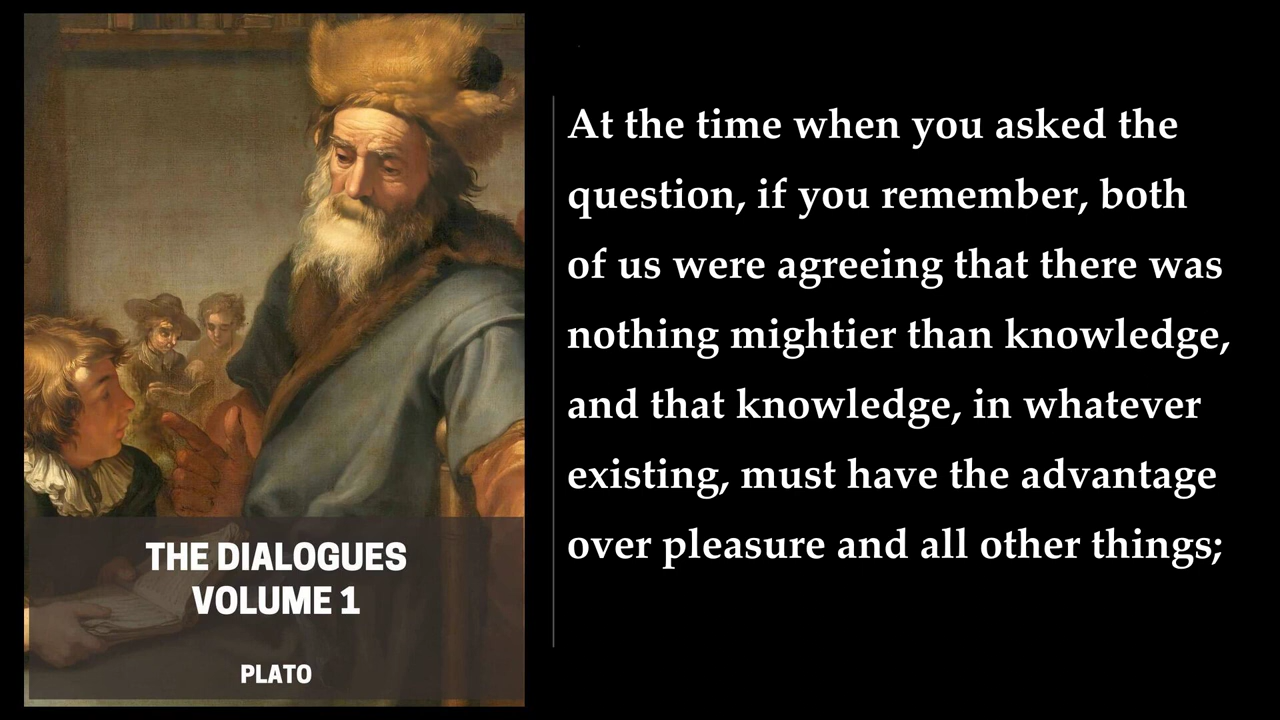 THE DIALOGUES
VOLUME 1
PLATO
At the time when you asked the
question, if you remember, both
of us were agreeing that there was
nothing mightier than knowledge,
and that knowledge, in whatever
existing, must have the advantage
over pleasure and all other things;